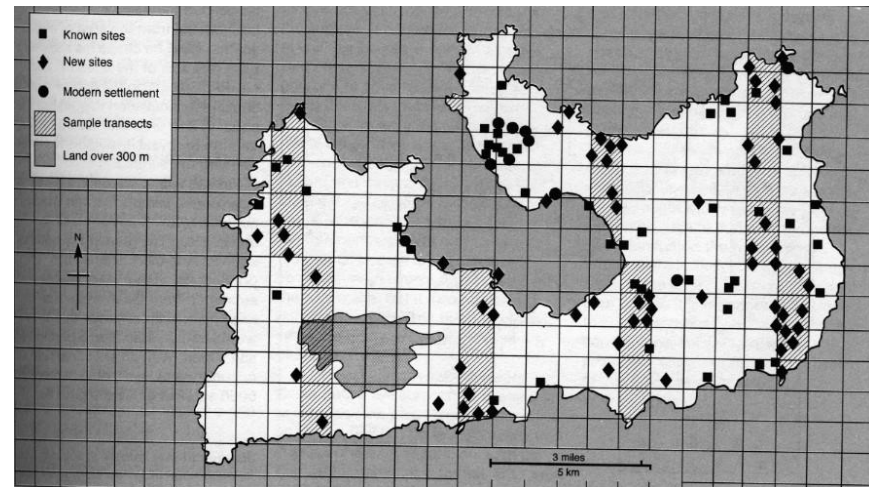 Known sites
New sites
Modern settlement
Sample transects
Land over 300 m
N
3 miles
5 km